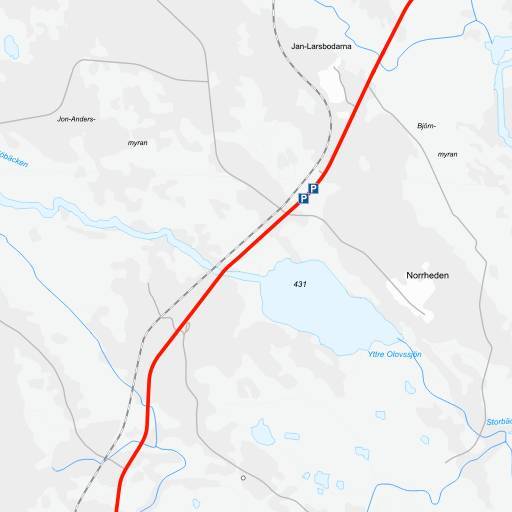 Jan-Larsbodarna
Jon-Anders-
myran
Björn-
myran
P
P
Norrheden
431
Yttre Olovssjön